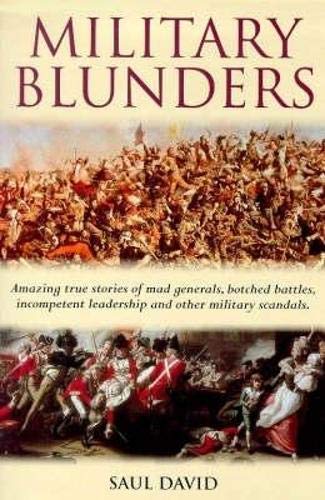 MILITARY
BLUNDERS
Amazing true stories of mad generals, botched battles,
incompetent leadership and other military scandals.
SAUL DAVID